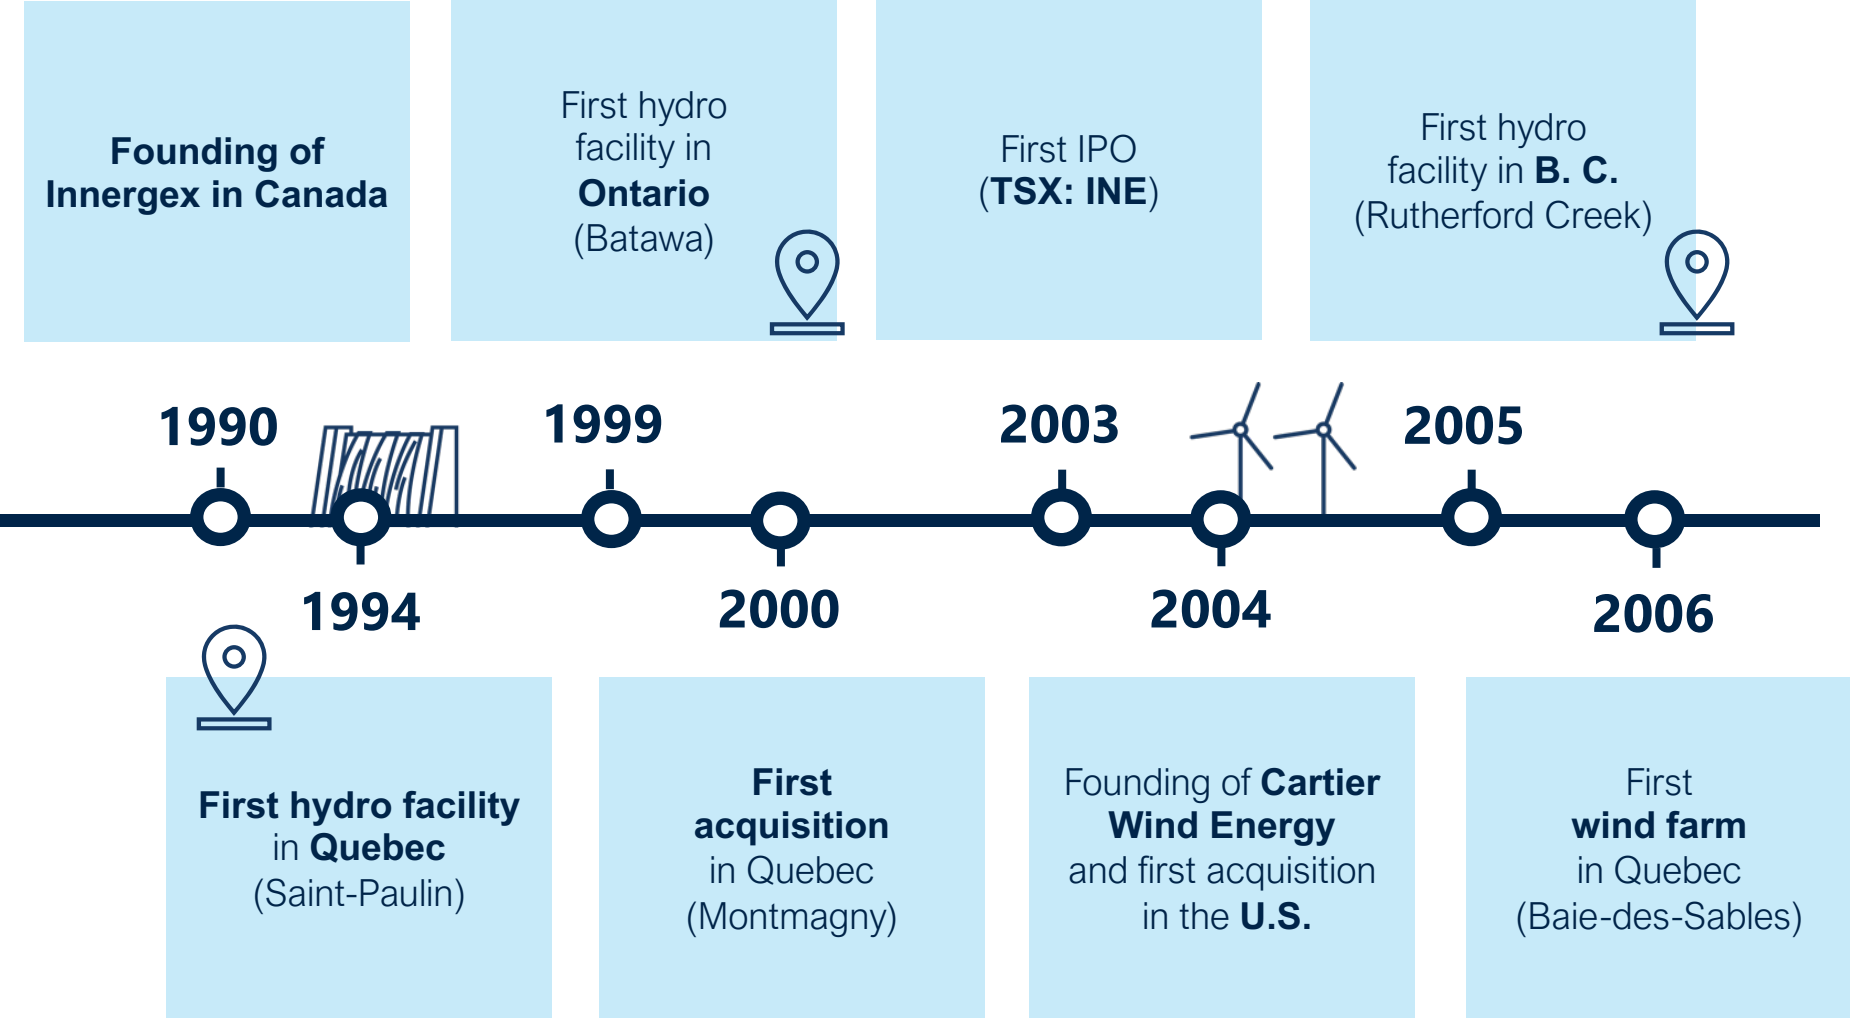 Founding of
Innergex in Canada
First hydro
facility in
Ontario
(Batawa)
First IPO
(TSX: INE)
First hydro
facility in B. C.
(Rutherford Creek)
1990
1999
2003
2005
1994
2000
2004
2006
First hydro facility
in Quebec
(Saint-Paulin)
First
acquisition
in Quebec
(Montmagny)
Founding of Cartier
Wind Energy
and first acquisition
in the U.S.
First
wind farm
in Quebec
(Baie-des-Sables)